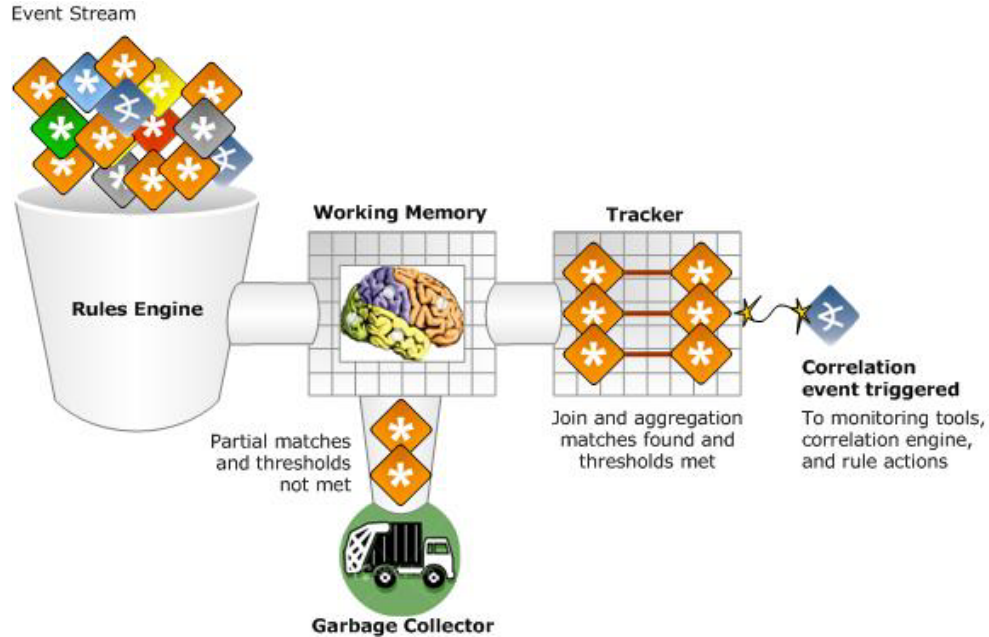 Event Stream
Working Memory
Tracker
Rules Engine
Correlation
event triggered
To monitoring tools,
correlation engine,
and rule actions
Partial matches
and thresholds
not met
Join and aggregation
matches found and
thresholds met
Garbage Collector